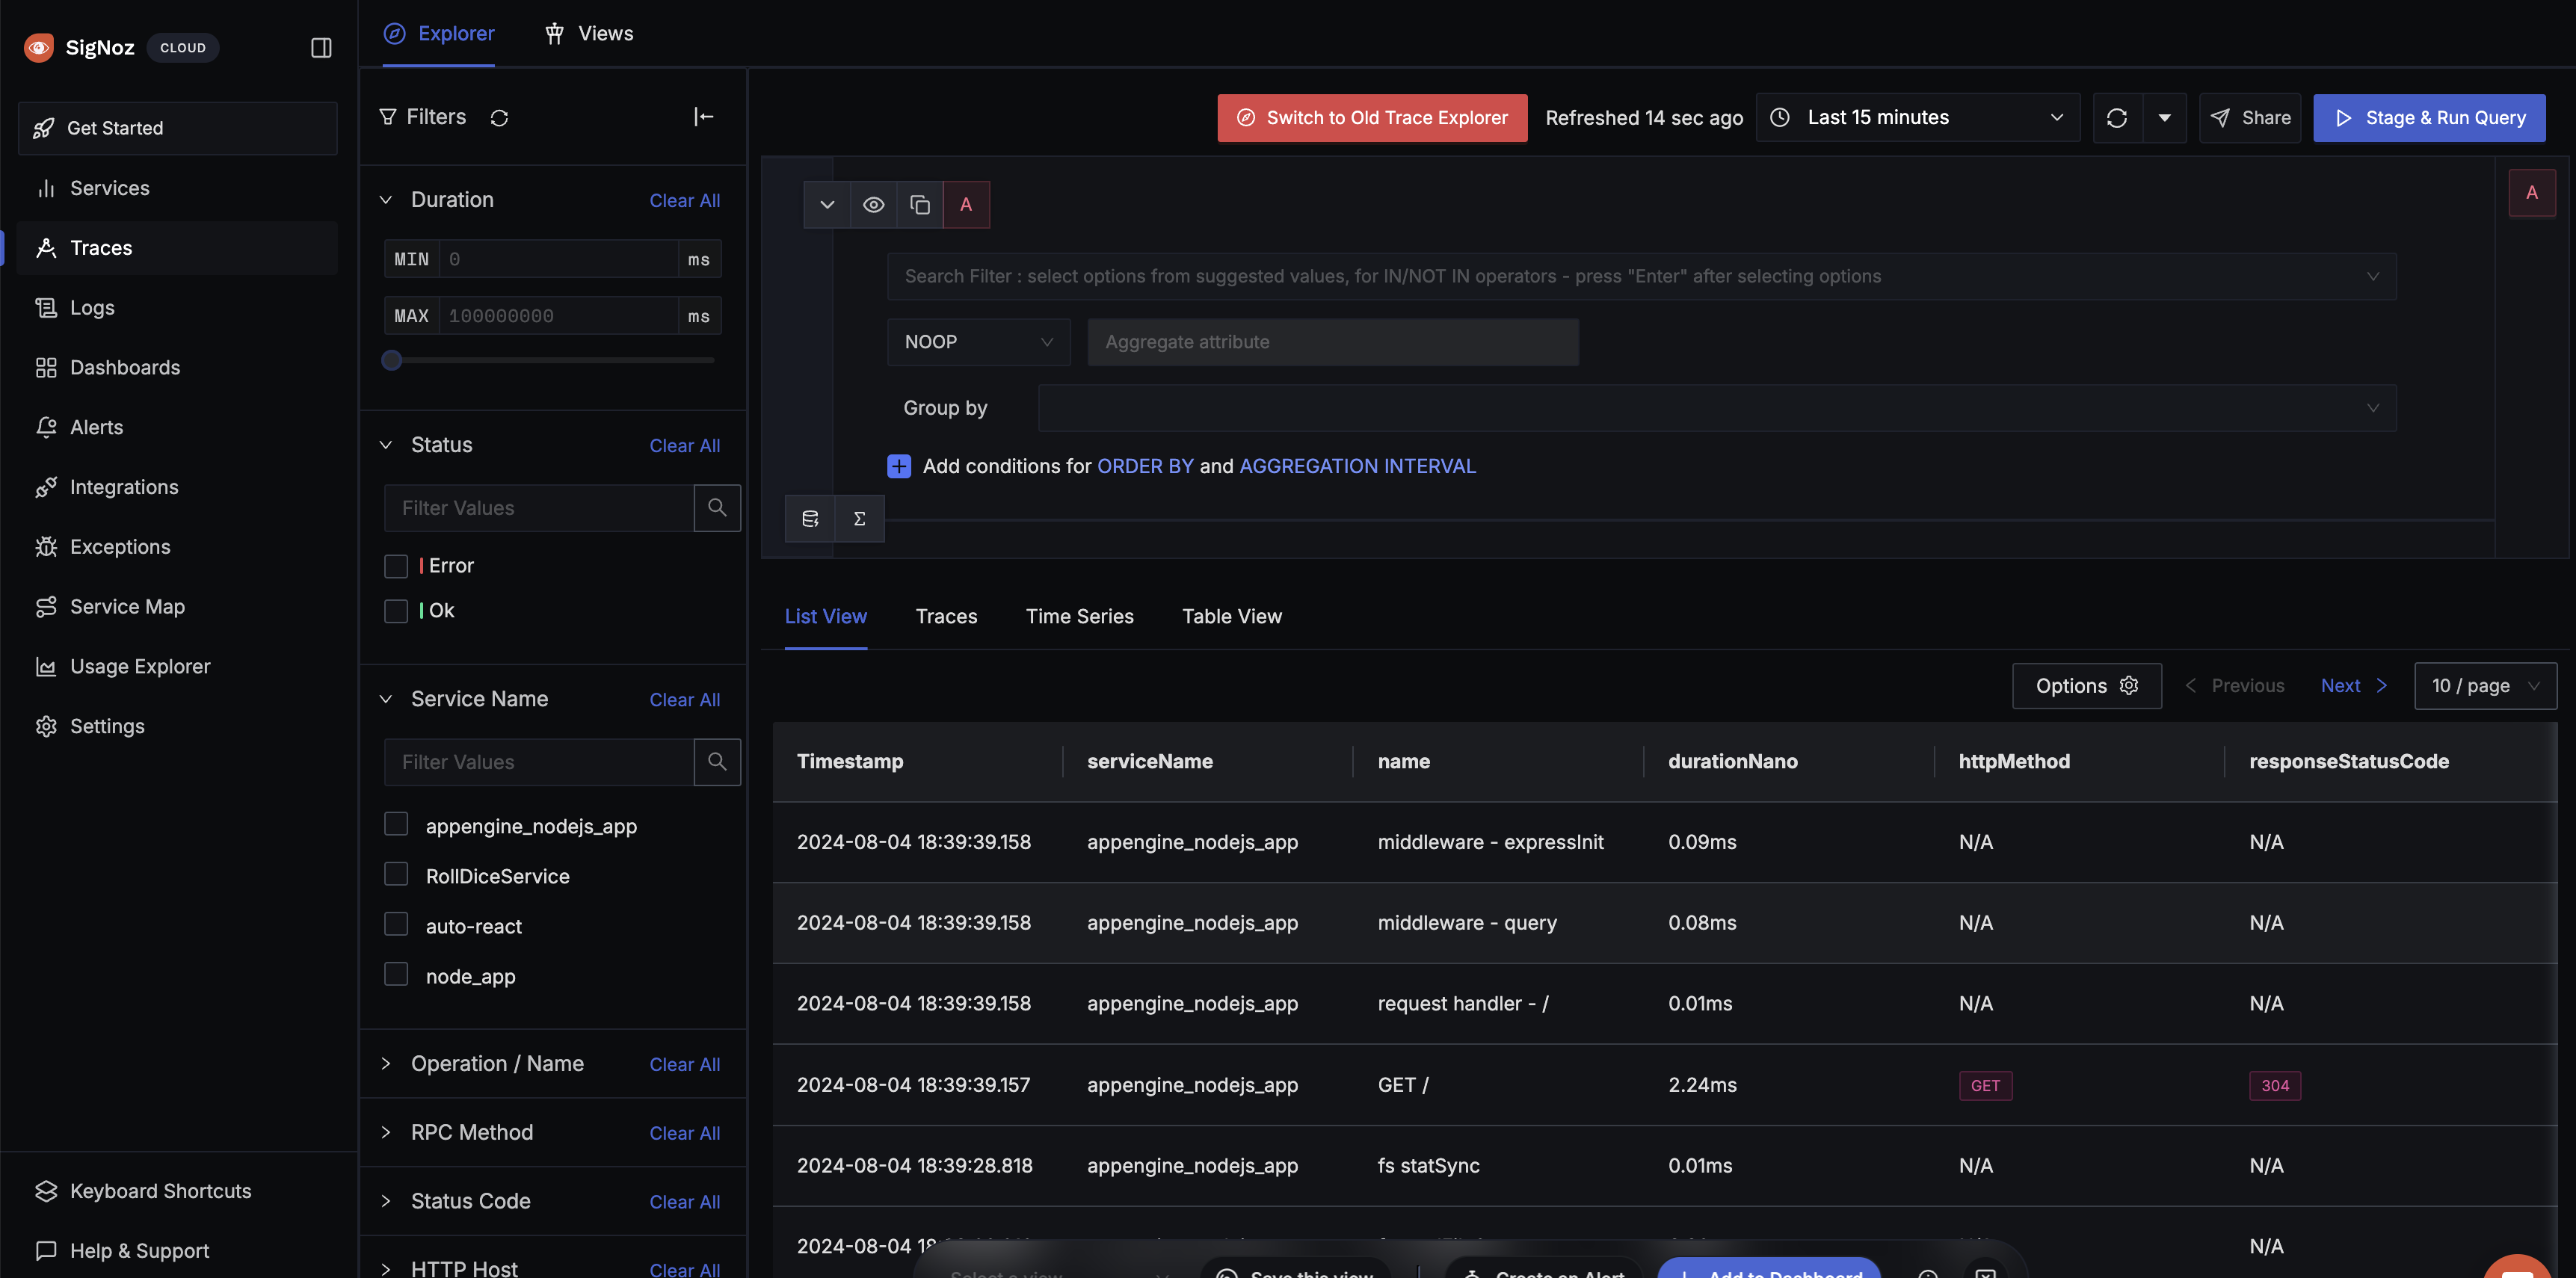 SigNoz CLOUD
Get Started
Services
Traces
Logs
Dashboards
Alerts
Integrations
Exceptions
Service Map
Usage Explorer
Settings
Keyboard Shortcuts
Help & Support
Explorer Views
Filters
Duration Clear All
MIN 0 ms
MAX 100000000 ms
Status Clear All
Filter Values
Error
Ok
Service Name Clear All
Filter Values
appengine_nodejs_app
RollDiceService
auto-react
node_app
Operation / Name Clear All
RPC Method Clear All
Status Code Clear All
HTTP Host Clear All
Switch to Old Trace Explorer Refreshed 14 sec ago Last 15 minutes Share Stage & Run Query
A A
Search Filter : select options from suggested values, for IN/NOT IN operators - press "Enter" after selecting options
NOOP Aggregate attribute
Group by
Add conditions for ORDER BY and AGGREGATION INTERVAL
Σ
List View Traces Time Series Table View
Options Previous Next 10 / page
Timestamp serviceName name durationNano httpMethod responseStatusCode
2024-08-04 18:39:39.158 appengine_nodejs_app middleware - expressInit 0.09ms N/A N/A
2024-08-04 18:39:39.158 appengine_nodejs_app middleware - query 0.08ms N/A N/A
2024-08-04 18:39:39.158 appengine_nodejs_app request handler - / 0.01ms N/A N/A
2024-08-04 18:39:39.157 appengine_nodejs_app GET / 2.24ms GET 304
2024-08-04 18:39:28.818 appengine_nodejs_app fs statSync 0.01ms N/A N/A
2024-08-04 N/A
Select a view Save this view Create an Alert Add to Dashboard